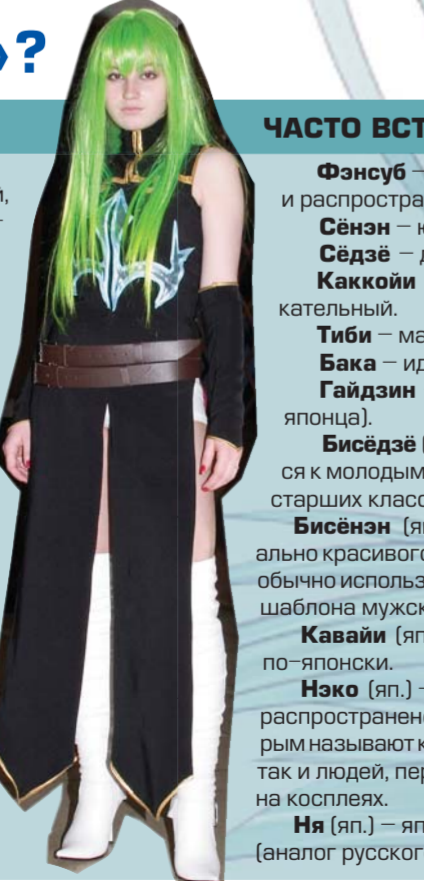 »?
й,
ЧАСТО ВСТ
Фэнсуб –
и распростра
Сёнэн – ю
Сёдзё – д
Каккойи
кательный.
Тиби – ма
Бака – ид
Гайдзин
японца).
Бисёдзё (
ся к молодым
старших класс
Бисёнэн (яп
ально красивого
обычно использ
шаблона мужск
Кавайи (яп
по–японски.
Нэко (яп.) –
распространен
рым называют к
так и людей, пер
на косплеях.
Ня (яп.) – яп
(аналог русског